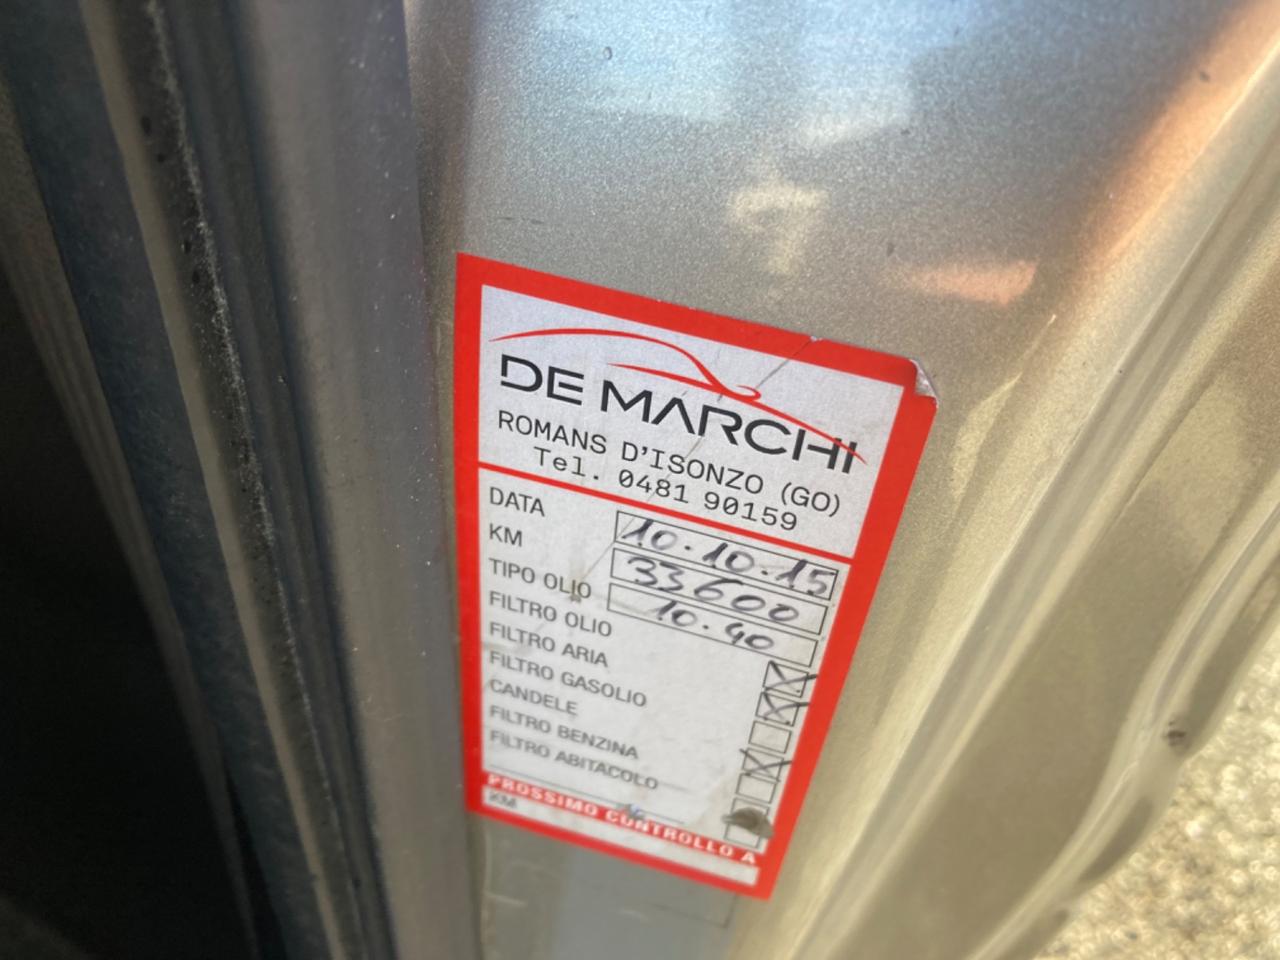 DE MARCHI
ROMANS D'ISONZO (GO)
Tel. 0481 90159
DATA 10.10.15
KM 33600
TIPO OLIO 10.40
FILTRO OLIO
FILTRO ARIA
FILTRO GASOLIO
CANDELE
FILTRO BENZINA
FILTRO ABITACOLO
PROSSIMO CONTROLLO A
KM